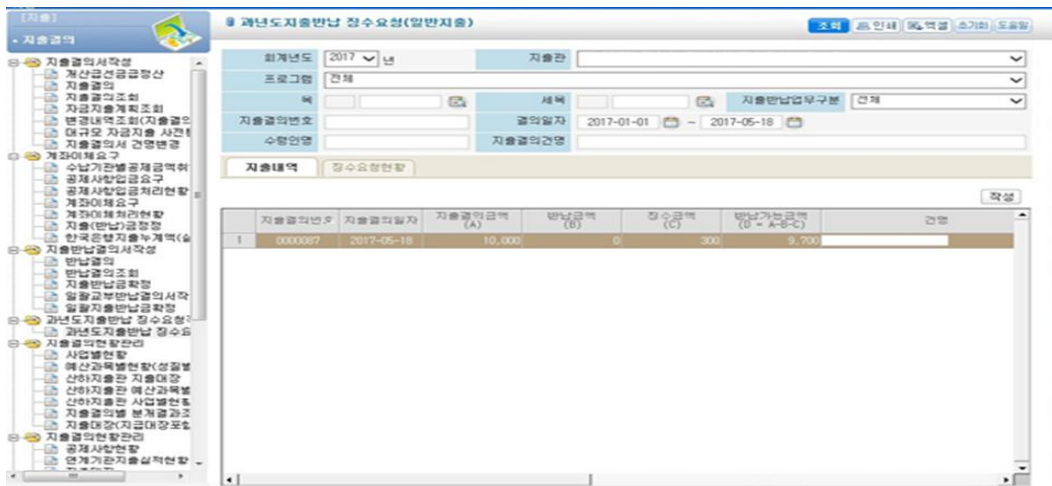 [지출]
- 지출결의
지출결의서작성
개산급선금급정산
지출결의
지출결의조회
자금지출계획조회
변경내역조회(지출결의
대규모 자금지출 사전통
지출결의서 건명변경
계좌이체요구
수납기관별공제금액취
공제사항입금요구
공제사항입금처리현황
계좌이체요구
계좌이체처리현황
지출(반납)금정정
한국은행지출누계액(술
지출반납결의서작성
반납결의
반납결의조회
지출반납금확정
일괄교부반납결의서작
일괄지출반납금확정
과년도지출반납 징수요청
과년도지출반납 징수요
지출결의현황관리
사업별현황
예산과목별현황(성질별
산하지출관 지출대장
산하지출관 예산과목별
산하지출관 사업별현황
지출결의별 분개결과조
지출대장(지급대장포함
지출결의현황관리
공제사항현황
연계기관지출실적현황
과년도지출반납 징수요청(일반지출)
조회 인쇄 엑셀 초기화 도움말
회계년도 2017 년 지출관
프로그램 전체
목 세목 지출반납업무구분 전체
지출결의번호 결의일자 2017-01-01 ~ 2017-05-18
수령인명 지출결의건명
지출내역 징수요청현황
작성
지출결의번호 지출결의일자 지출결의금액 (A) 반납금액 (B) 징수금액 (C) 반납가능금액 (D = A-B-C) 건명
1 0000087 2017-05-18 10,000 0 300 9,700